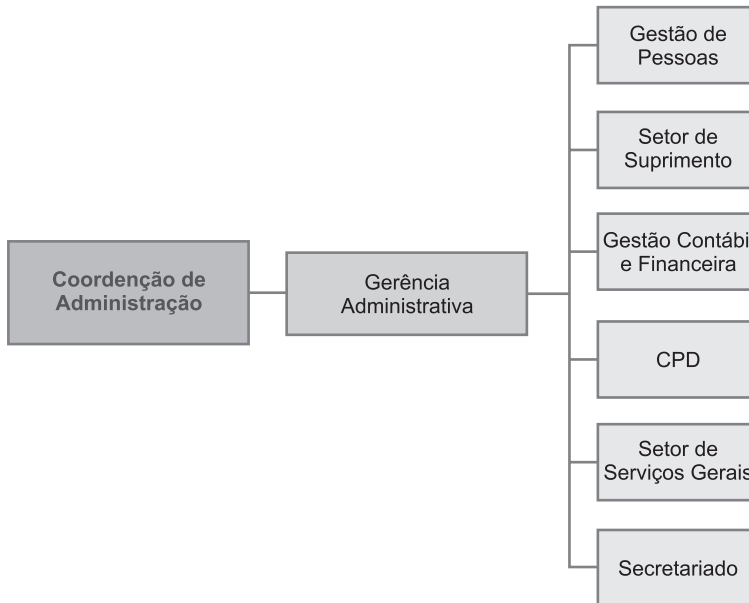 Gestão de
Pessoas
Setor de
Suprimento
Gestão Contábi
e Financeira
Coordenção de
Administração
Gerência
Administrativa
CPD
Setor de
Serviços Gerais
Secretariado